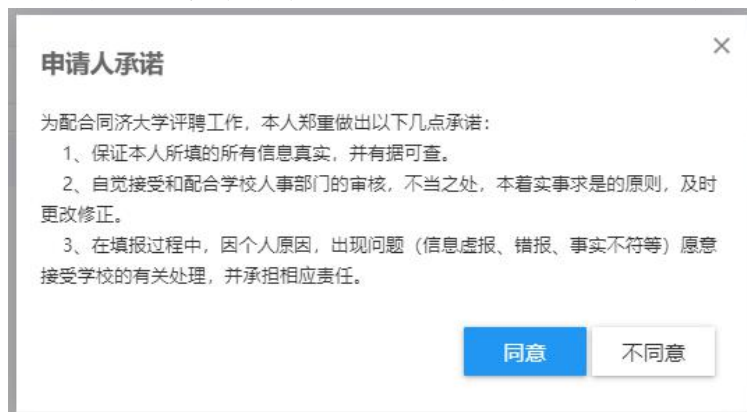 申请人承诺
为配合同济大学评聘工作，本人郑重做出以下几点承诺：
1、保证本人所填的所有信息真实，并有据可查。
2、自觉接受和配合学校人事部门的审核，不当之处，本着实事求是的原则，及时
更改修正。
3、在填报过程中，因个人原因，出现问题（信息虚报、错报、事实不符等）愿意
接受学校的有关处理，并承担相应责任。
同意 不同意